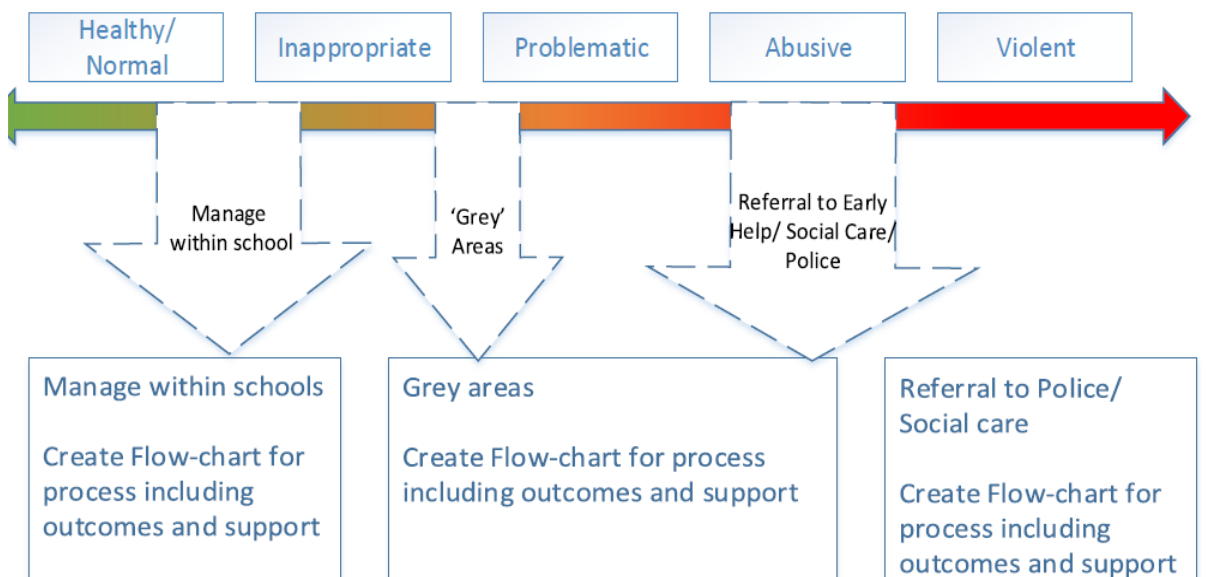 Healthy/
Normal
Inappropriate
Problematic
Abusive
Violent
Manage
within school
‘Grey’
Areas
Referral to Early
Help/ Social Care/
Police
Manage within schools
Create Flow-chart for
process including
outcomes and support
Grey areas
Create Flow-chart for process
including outcomes and support
Referral to Police/
Social care
Create Flow-chart for
process including
outcomes and support